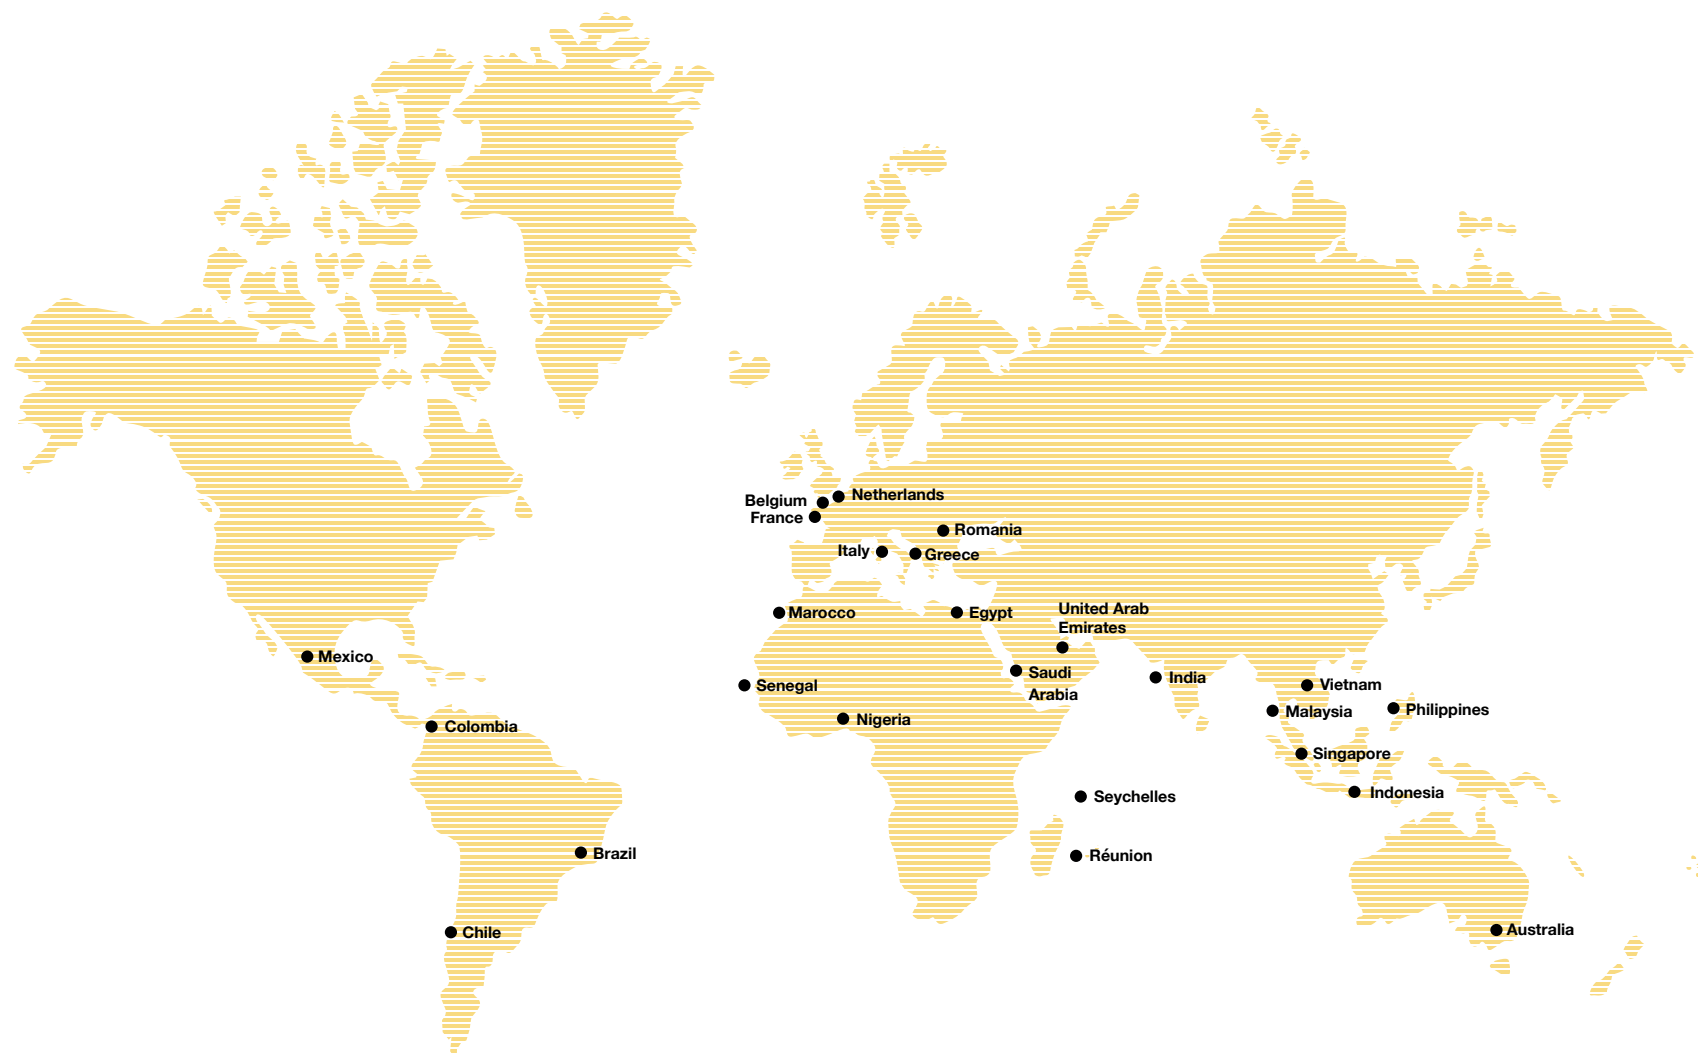 Netherlands
Belgium
France
Romania
Italy
Greece
Marocco
Egypt
United Arab
Emirates
Mexico
Saudi
Arabia
India
Senegal
Vietnam
Malaysia
Philippines
Nigeria
Colombia
Singapore
Indonesia
Seychelles
Brazil
Réunion
Chile
Australia